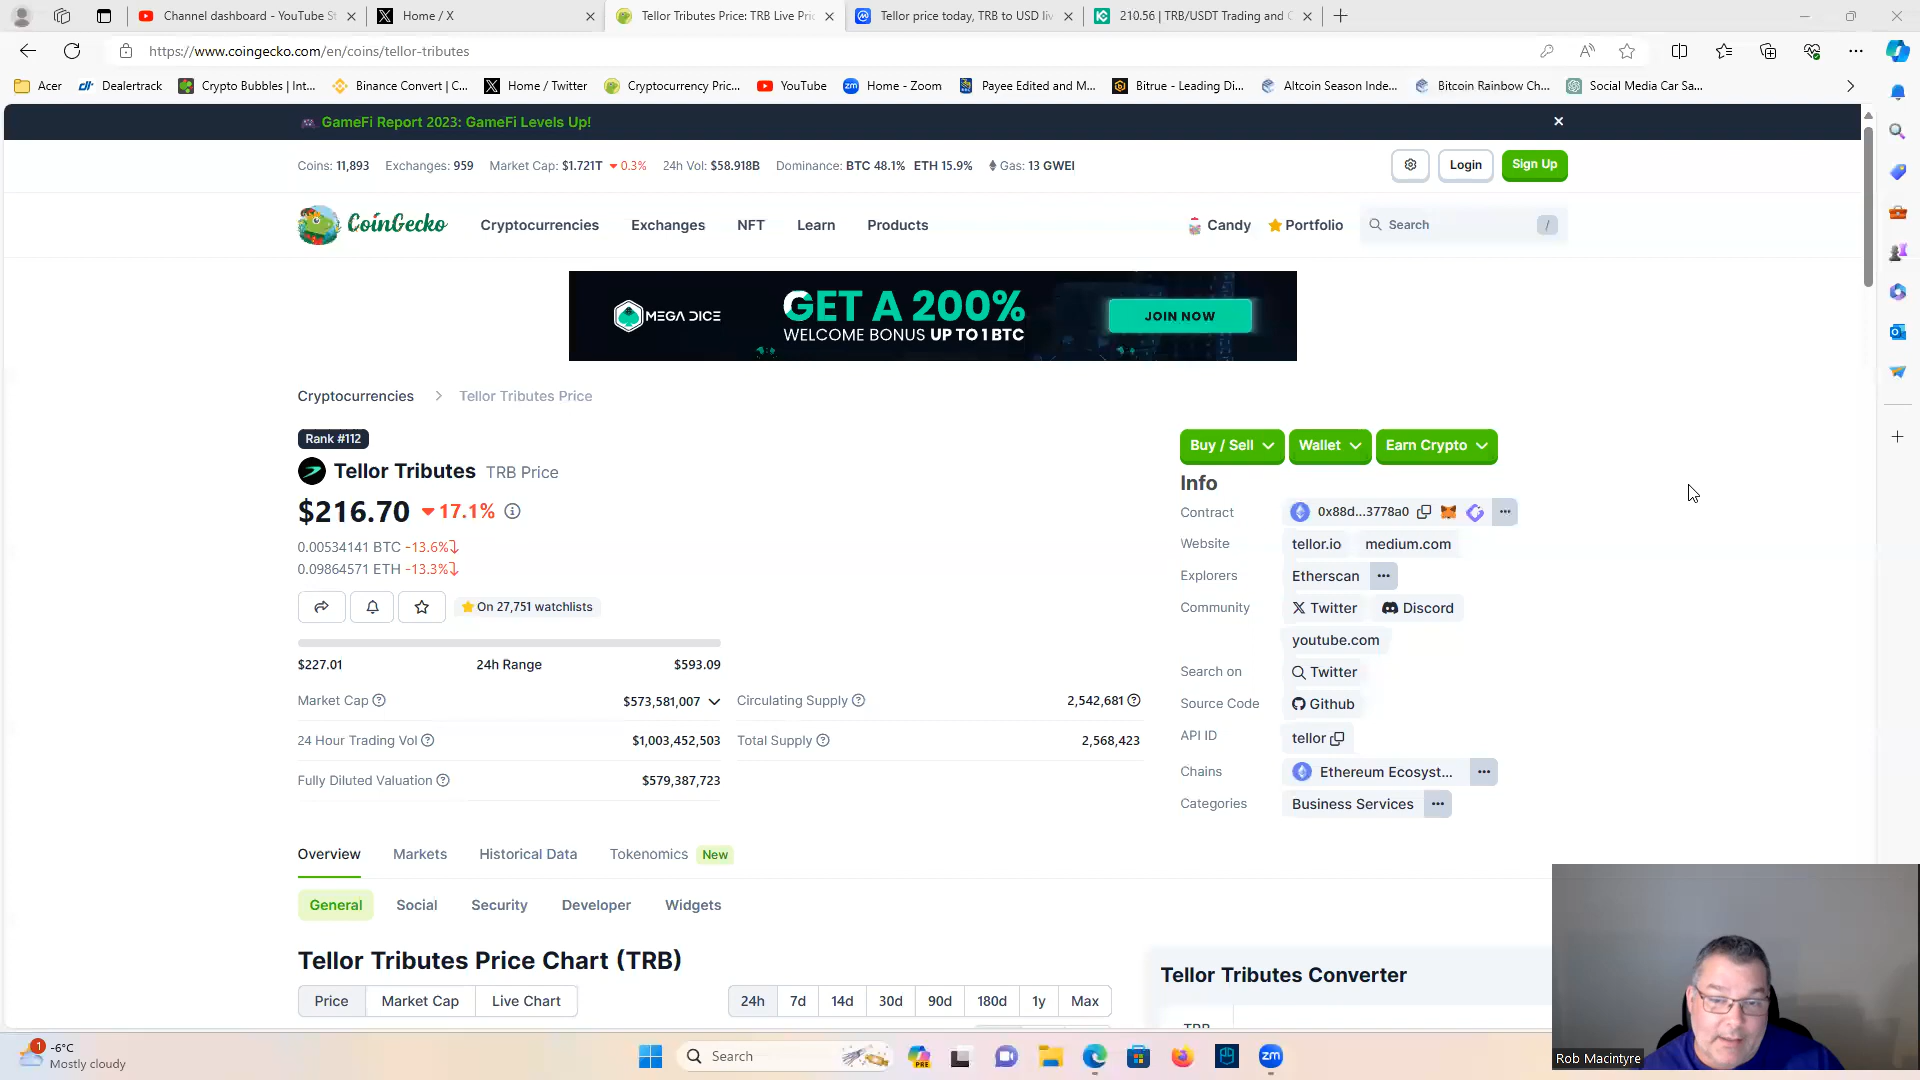 Channel dashboard - YouTube St
Home / X
Tellor Tributes Price: TRB Live Pric
Tellor price today, TRB to USD liv
210.56 | TRB/USDT Trading and C
https://www.coingecko.com/en/coins/tellor-tributes
Acer
Dealertrack
Crypto Bubbles | Int...
Binance Convert | C...
Home / Twitter
Cryptocurrency Pric...
YouTube
Home - Zoom
Payee Edited and M...
Bitrue - Leading Di...
Altcoin Season Inde...
Bitcoin Rainbow Ch...
Social Media Car Sa...
GameFi Report 2023: GameFi Levels Up!
Coins: 11,893 Exchanges: 959 Market Cap: $1.721T 0.3% 24h Vol: $58.918B Dominance: BTC 48.1% ETH 15.9% Gas: 13 GWEI
Login
Sign Up
CoinGecko
Cryptocurrencies Exchanges NFT Learn Products
Candy Portfolio
Search /
MEGA DICE
GET A 200%
WELCOME BONUS UP TO 1 BTC
JOIN NOW
Cryptocurrencies Tellor Tributes Price
Rank #112
Tellor Tributes TRB Price
$216.70 17.1%
0.00534141 BTC -13.6%
0.09864571 ETH -13.3%
On 27,751 watchlists
$227.01 24h Range $593.09
Market Cap $573,581,007
24 Hour Trading Vol $1,003,452,503
Fully Diluted Valuation $579,387,723
Circulating Supply 2,542,681
Total Supply 2,568,423
Buy / Sell Wallet Earn Crypto
Info
Contract 0x88d...3778a0
Website tellor.io medium.com
Explorers Etherscan
Community Twitter Discord
youtube.com
Search on Twitter
Source Code Github
API ID tellor
Chains Ethereum Ecosyst...
Categories Business Services
Overview Markets Historical Data Tokenomics New
General Social Security Developer Widgets
Tellor Tributes Price Chart (TRB)
Price Market Cap Live Chart
24h 7d 14d 30d 90d 180d 1y Max
Tellor Tributes Converter
TRB
Rob Macintyre
1
-6°C
Mostly cloudy
Search
PRE
zm